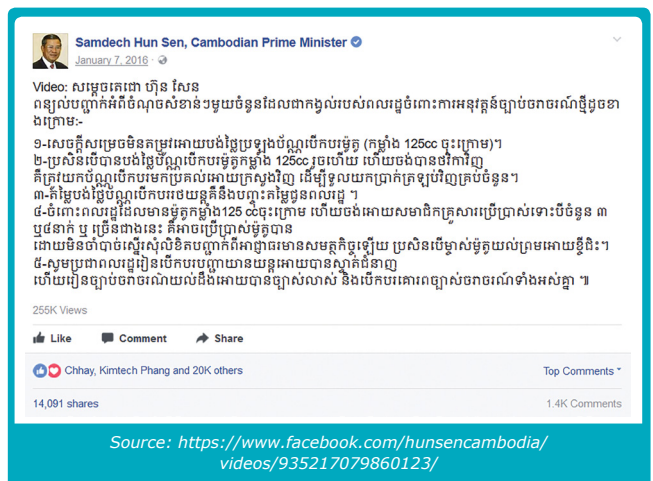 Samdech Hun Sen, Cambodian Prime Minister
January 7, 2016 ·
Video: សម្តេចតេជោ ហ៊ុន សែន
ពន្យល់បញ្ជាក់អំពីចំណុចសំខាន់ៗមួយចំនួនដែលជាកង្វល់របស់ពលរដ្ឋចំពោះការអនុវត្តន៍ច្បាប់ចរាចរណ៍ថ្មីដូចខា
ងក្រោម:-
១-សេចក្តីសម្រេចមិនតម្រូវអោយបង់ថ្លៃប្រឡងប័ណ្ណបើកបរម៉ូតូ (កម្លាំង 125cc ចុះក្រោម)។
២-ប្រសិនបើបានបង់ថ្លៃប័ណ្ណបើកបរម៉ូតូកម្លាំង 125cc រួចហើយ ហើយចង់បានថវិកាវិញ
គឺត្រូវយកប័ណ្ណបើកបរមកប្រគល់អោយក្រសួងវិញ ដើម្បីទទួលយកប្រាក់ត្រឡប់វិញគ្រប់ចំនួន។
៣-តំម្លៃបង់ថ្លៃប័ណ្ណបើកបររថយន្តគឺនឹងបញ្ចុះតម្លៃជូនពលរដ្ឋ ។
៤-ចំពោះពលរដ្ឋដែលមានម៉ូតូកម្លាំង125 ccចុះក្រោម ហើយចង់អោយសមាជិកគ្រួសារប្រើប្រាស់ទោះបីចំនួន ៣
ឬ៤នាក់ ឬ ច្រើនជាងនេះ គឺអាចប្រើប្រាស់ម៉ូតូបាន
ដោយមិនចាំបាច់ស្នើរសុំលិខិតបញ្ជាក់ពីអាជ្ញាធរមានសមត្ថកិច្ចឡើយ ប្រសិនបើម្ចាស់ម៉ូតូយល់ព្រមអោយខ្ចីជិះ។
៥-សូមប្រជាពលរដ្ឋរៀនបើកបរបញ្ជាយានយន្តអោយបានស្ទាត់ជំនាញ
ហើយរៀនច្បាប់ចរាចរណ៍យល់ដឹងអោយបានច្បាស់លាស់ និងបើកបរគោរពច្បាស់ចរាចរណ៍ទាំងអស់គ្នា ៕
255K Views
Like Comment Share
Chhay, Kimtech Phang and 20K others Top Comments
14,091 shares 1.4K Comments
Source: https://www.facebook.com/hunsencambodia/
videos/935217079860123/